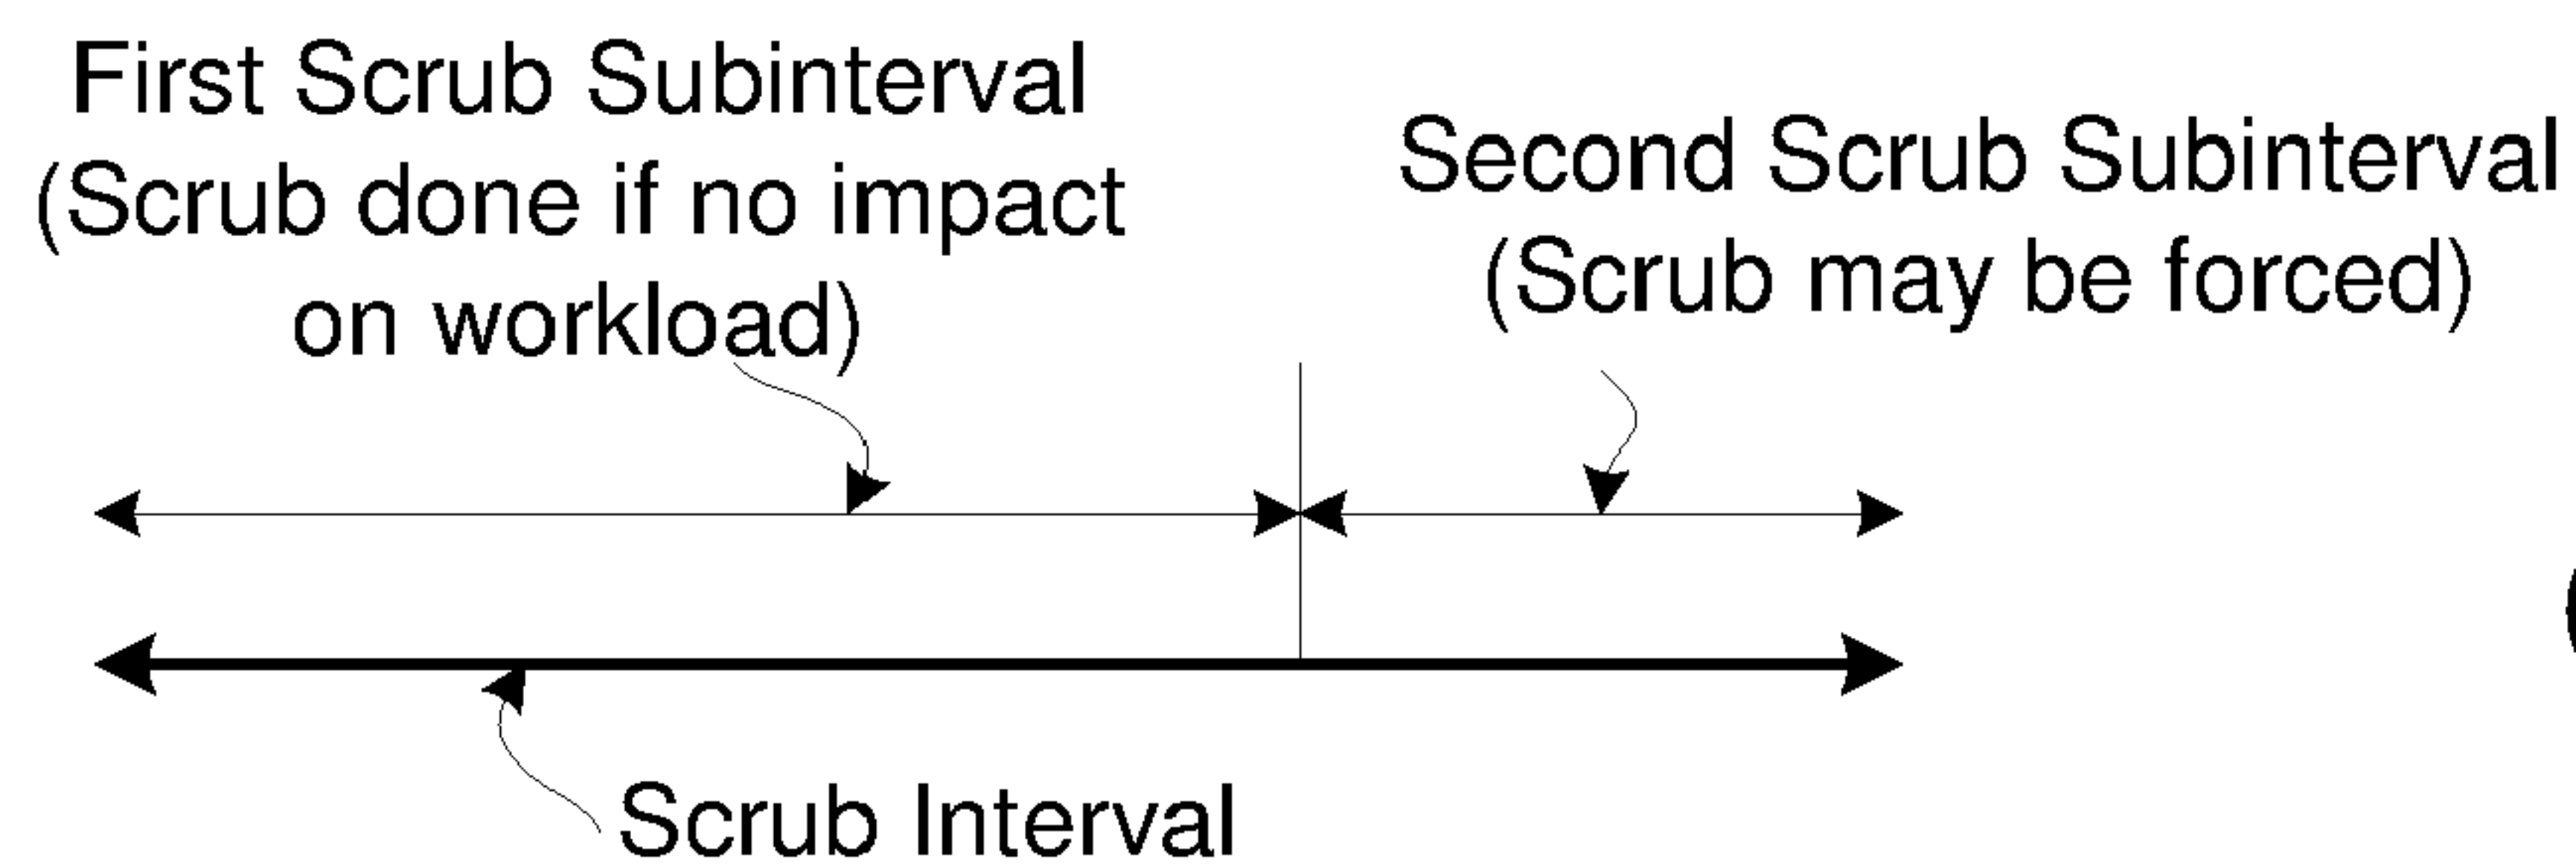 First Scrub Subinterval
(Scrub done if no impact
on workload)
Second Scrub Subinterval
(Scrub may be forced)
Scrub Interval